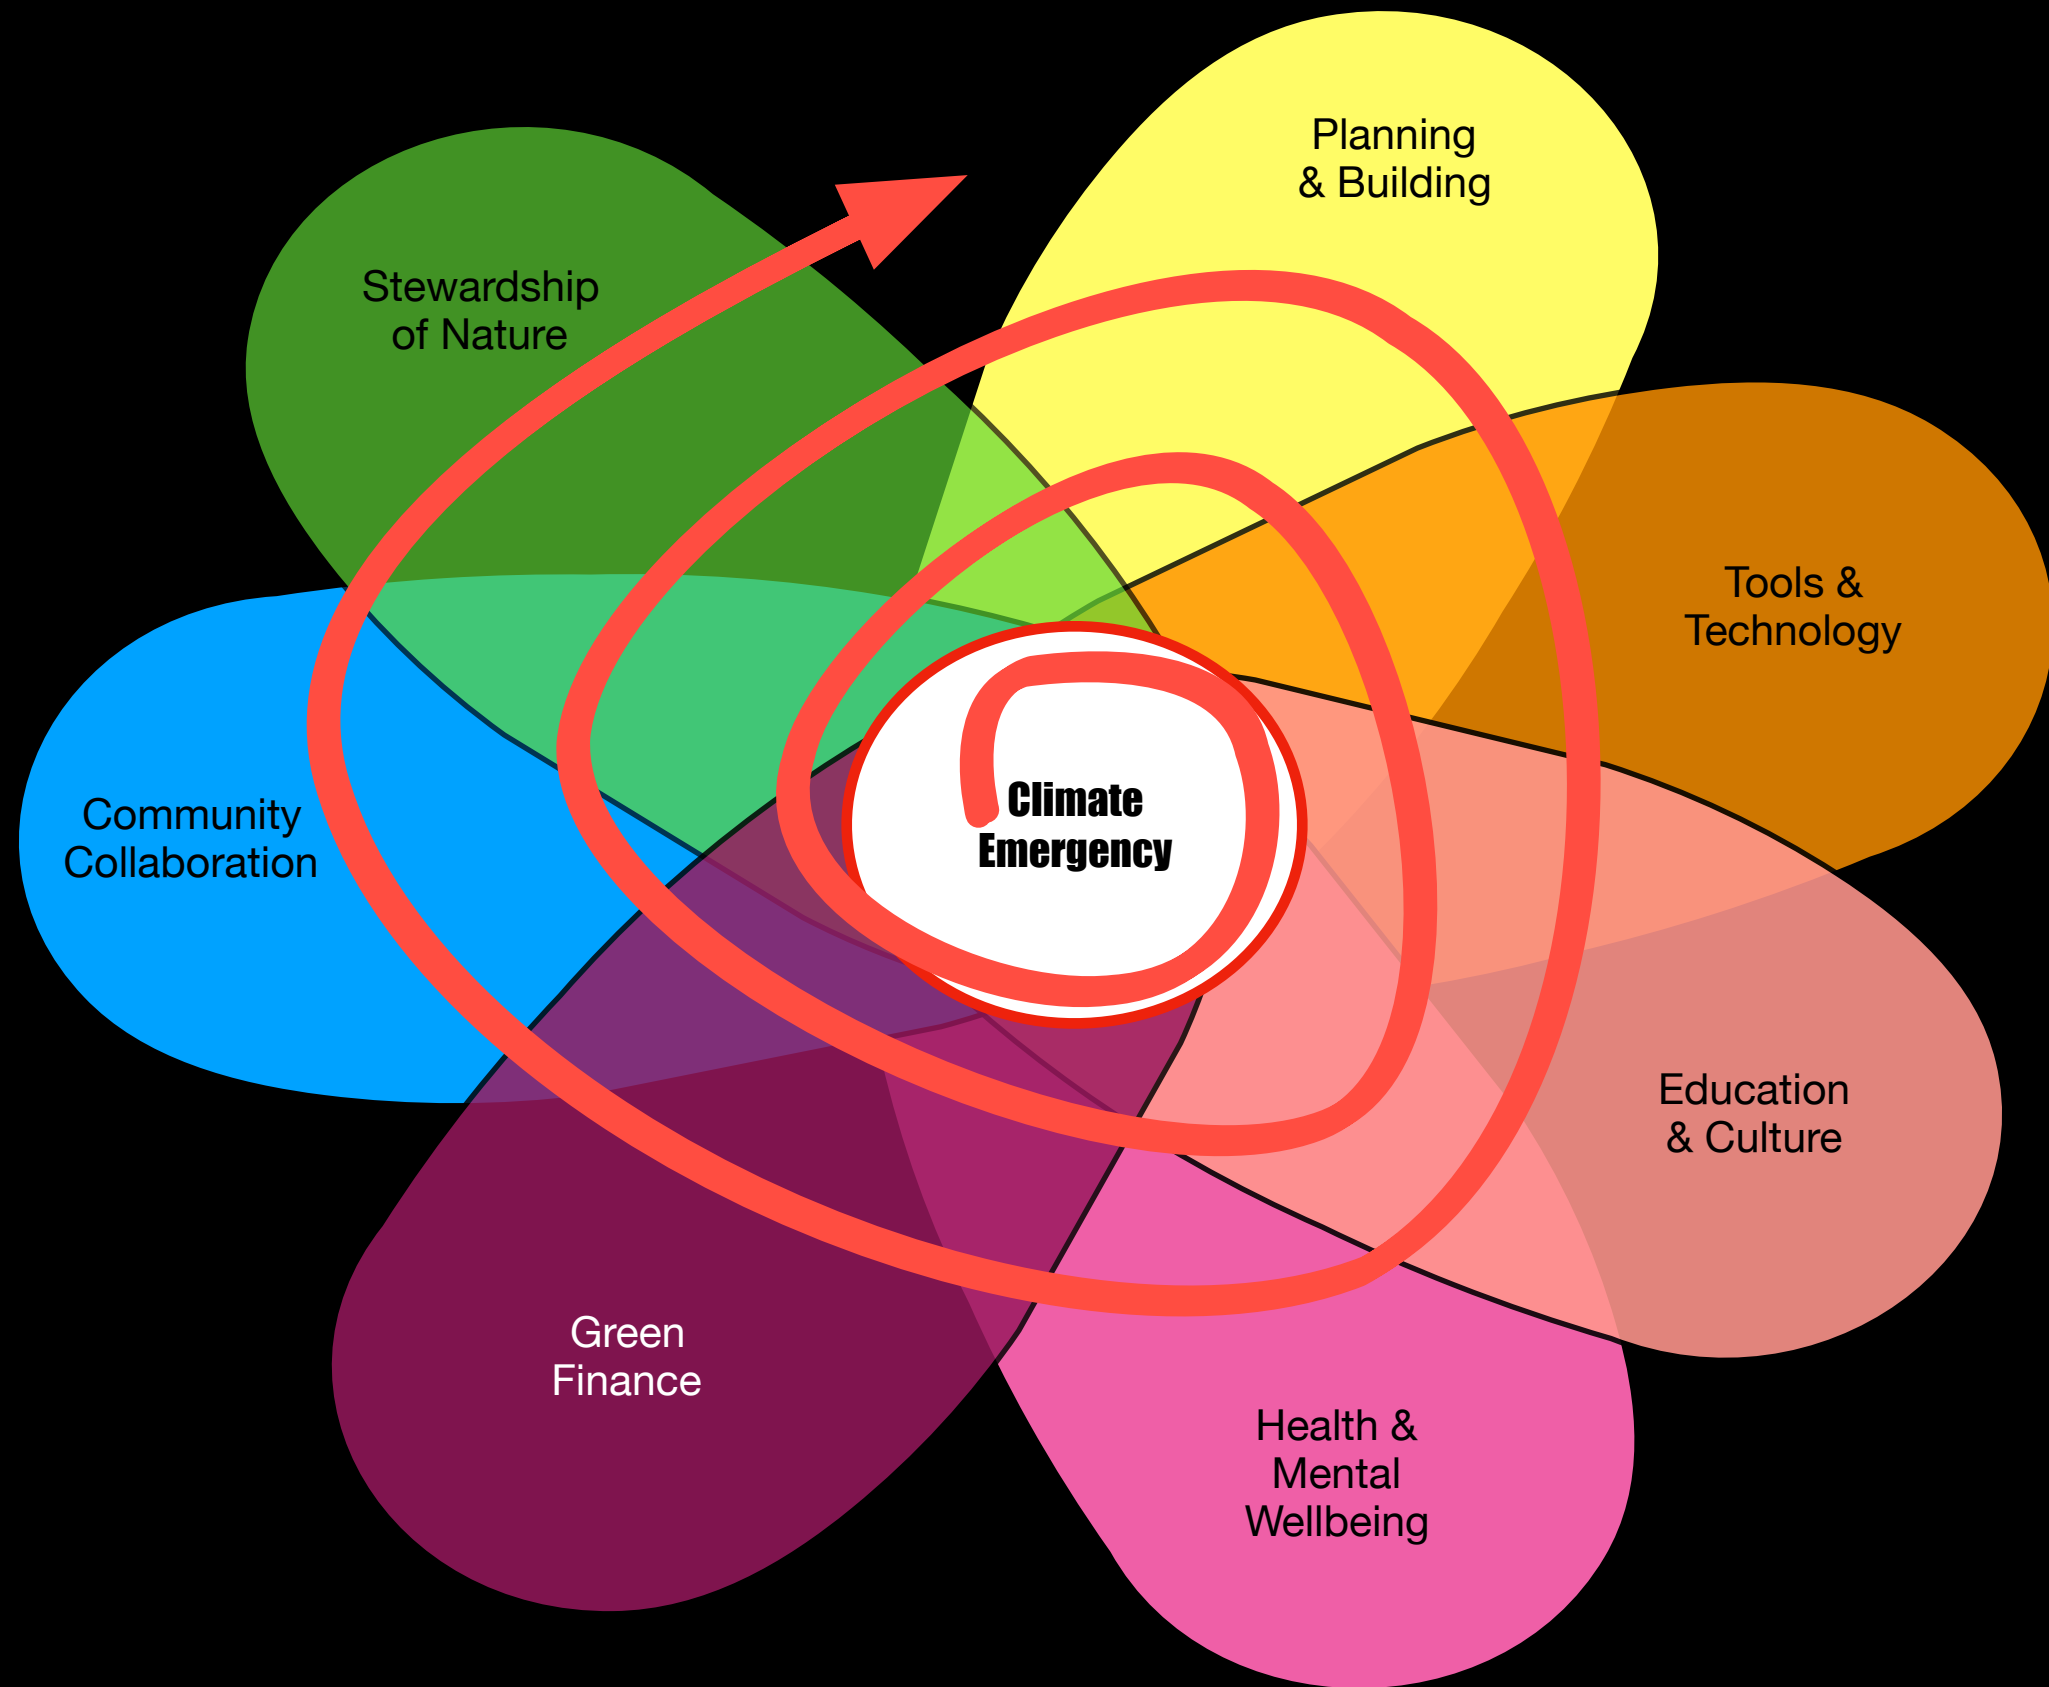 Planning
& Building
Stewardship
of Nature
Tools &
Technology
Community
Collaboration
Climate
Emergency
Education
& Culture
Green
Finance
Health &
Mental
Wellbeing